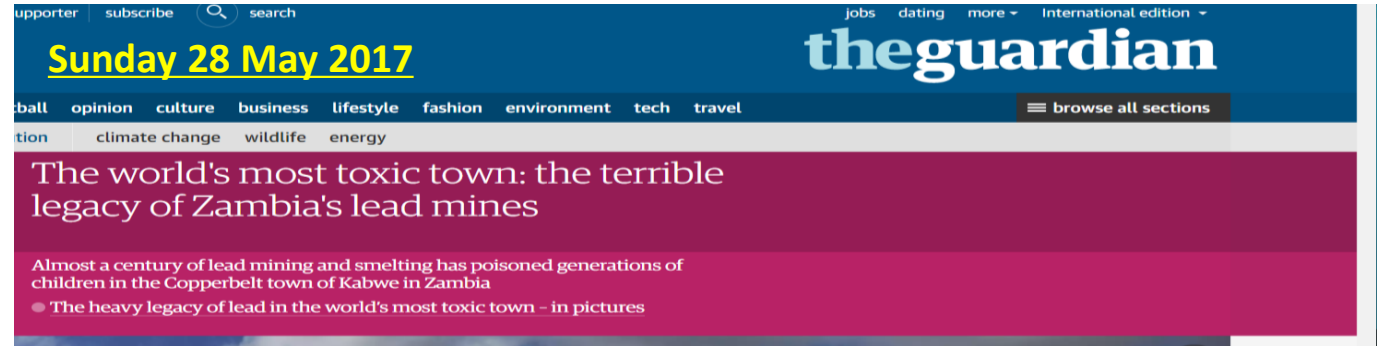 upporter subscribe search jobs dating more International edition
Sunday 28 May 2017
theguardian
tball opinion culture business lifestyle fashion environment tech travel browse all sections
ution climate change wildlife energy
The world's most toxic town: the terrible
legacy of Zambia's lead mines
Almost a century of lead mining and smelting has poisoned generations of
children in the Copperbelt town of Kabwe in Zambia
The heavy legacy of lead in the world's most toxic town – in pictures